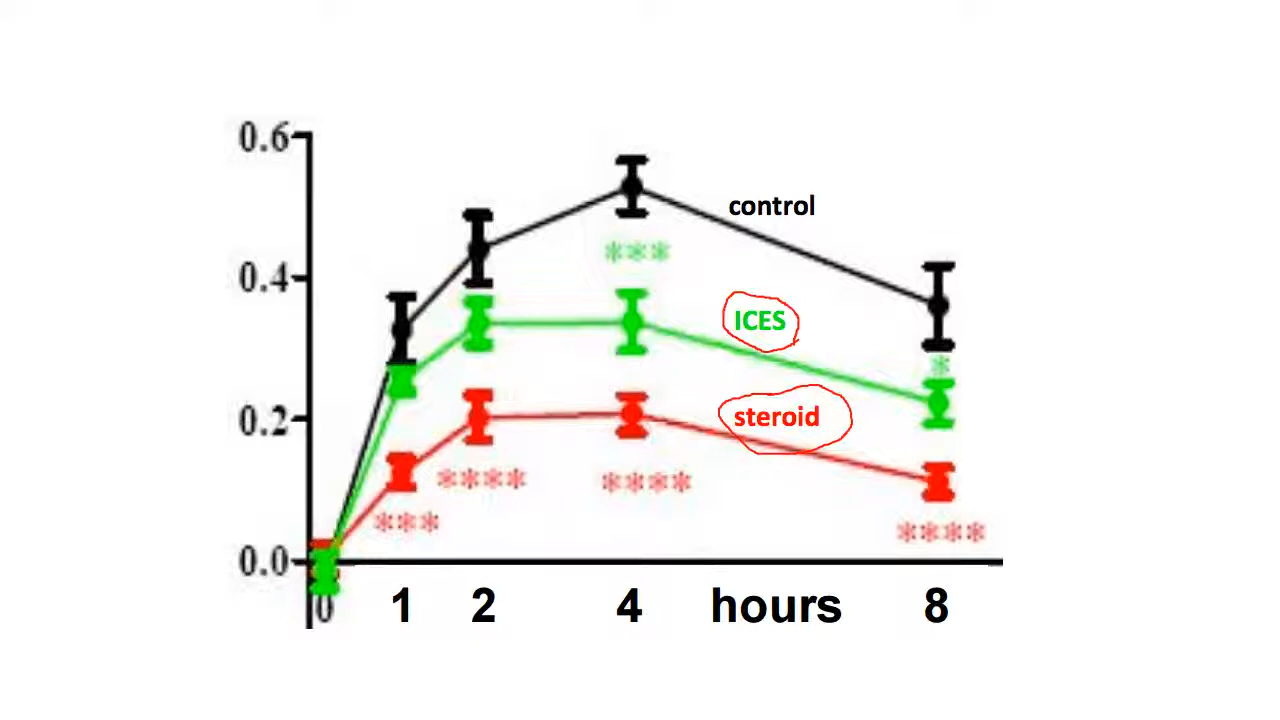 0.6
control
***
0.4
ICES
*
0.2
steroid
****
****
***
****
0.0
0 1 2 4 hours 8